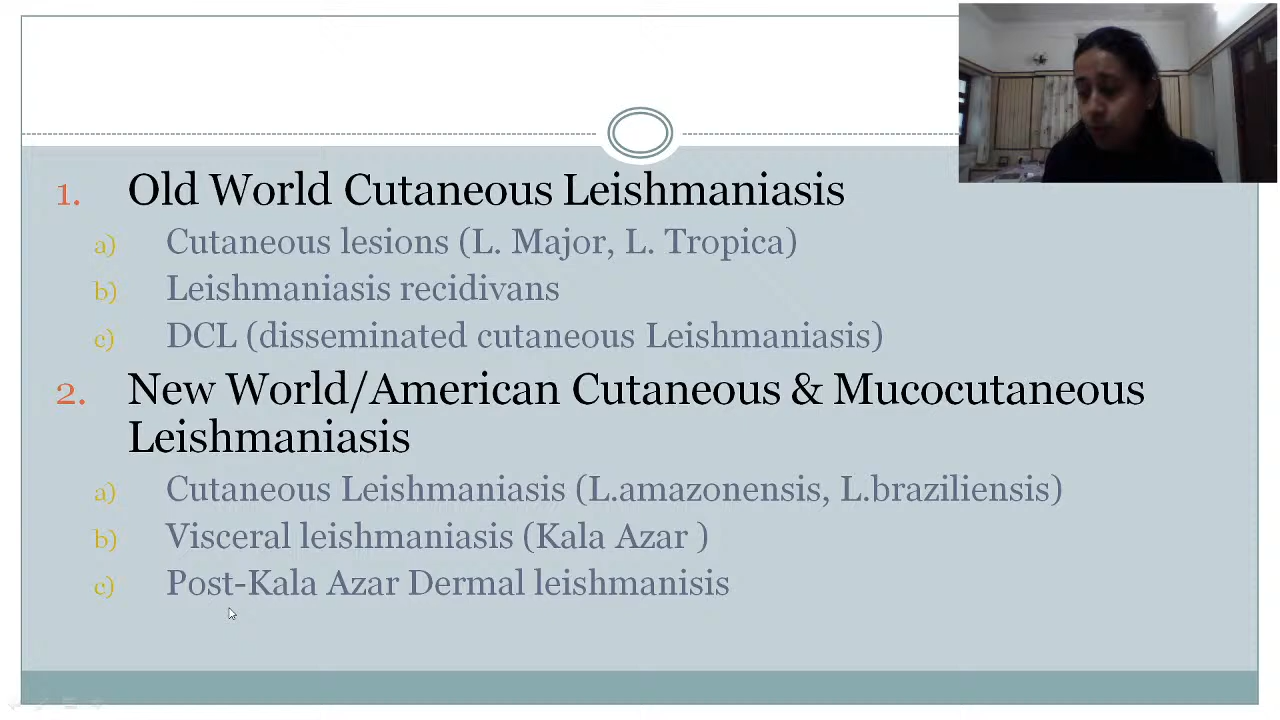 1. Old World Cutaneous Leishmaniasis
a) Cutaneous lesions (L. Major, L. Tropica)
b) Leishmaniasis recidivans
c) DCL (disseminated cutaneous Leishmaniasis)
2. New World/American Cutaneous & Mucocutaneous
Leishmaniasis
a) Cutaneous Leishmaniasis (L.amazonensis, L.braziliensis)
b) Visceral leishmaniasis (Kala Azar )
c) Post-Kala Azar Dermal leishmanisis